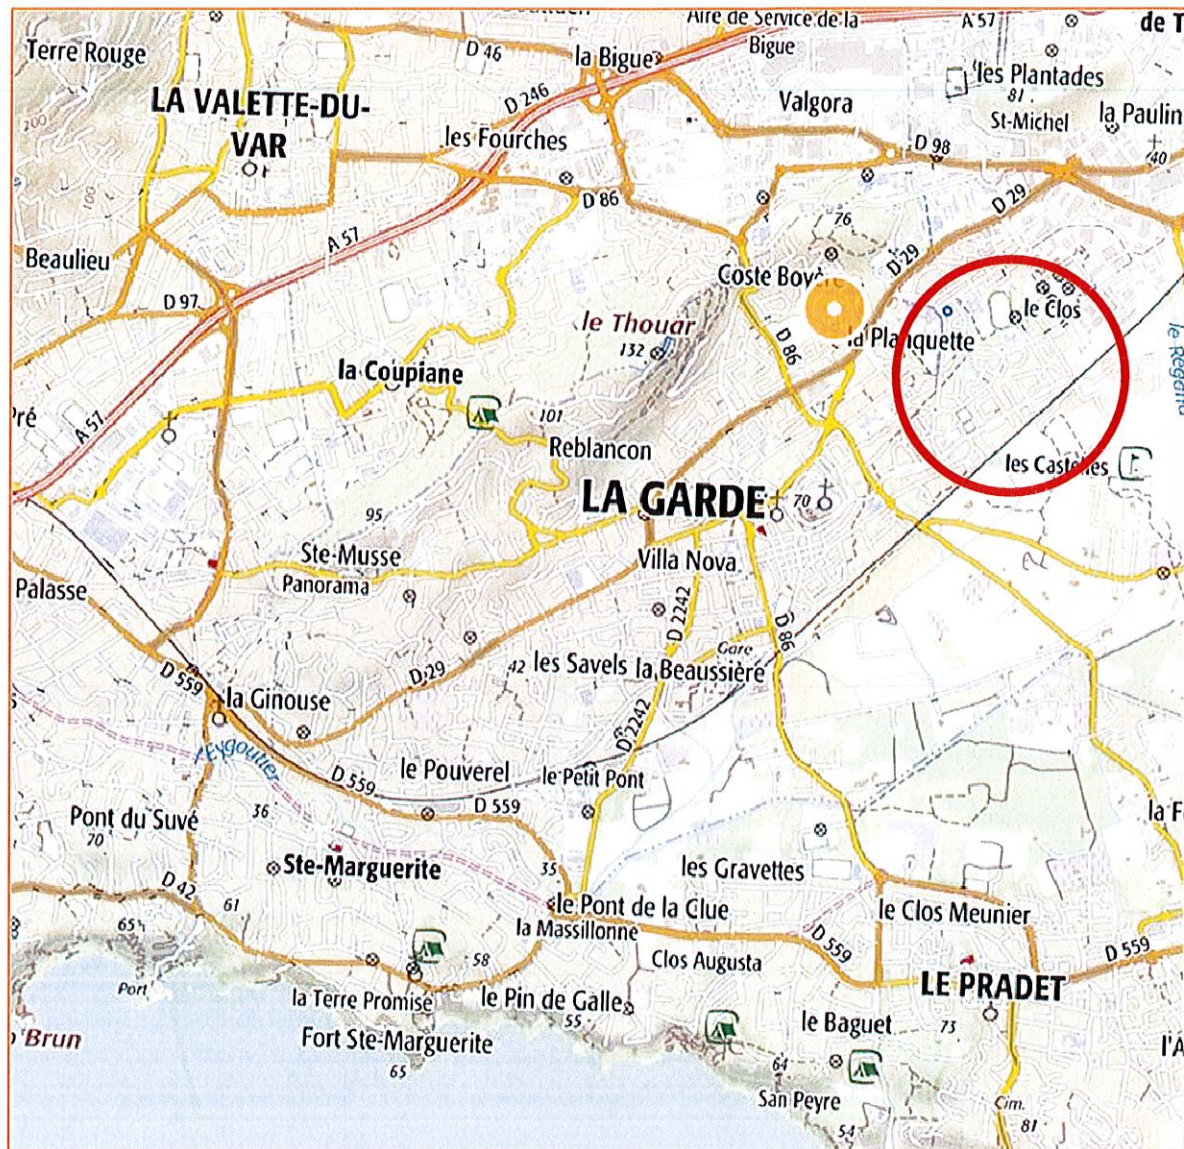 Aire de Service de la
Bigue
A 57
de T
Terre Rouge
D 46
la Bigue
les Plantades
81
LA VALETTE-DU-
VAR
D 246
Valgora
St-Michel
la Paulin
200
les Fourches
D 98
40
100
D 86
D 29
76
A 57
Beaulieu
Coste Boyère
D 29
D 97
le Thouar
132
le Clos
la Planquette
D 86
la Coupiane
Pré
A 57
101
Reblancon
les Castelles
LA GARDE
70
95
Ste-Musse
Panorama
Villa Nova
Palasse
D 2242
D 86
Gare
D 29
42
les Savels
la Beaussière
D 559
la Ginouse
D 2242
l'Eygoutier
le Pouverel
le Petit Pont
D 559
D 559
36
Pont du Suvé
70
la F
Ste-Marguerite
35
les Gravettes
D 42
61
le Pont de la Clue
le Clos Meunier
65
la Massillonne
D 559
D 559
58
Clos Augusta
Port
la Terre Promise
le Pin de Galle
LE PRADET
55
Brun
Fort Ste-Marguerite
le Baguet
73
65
64
San Peyre
Cim.
54
81